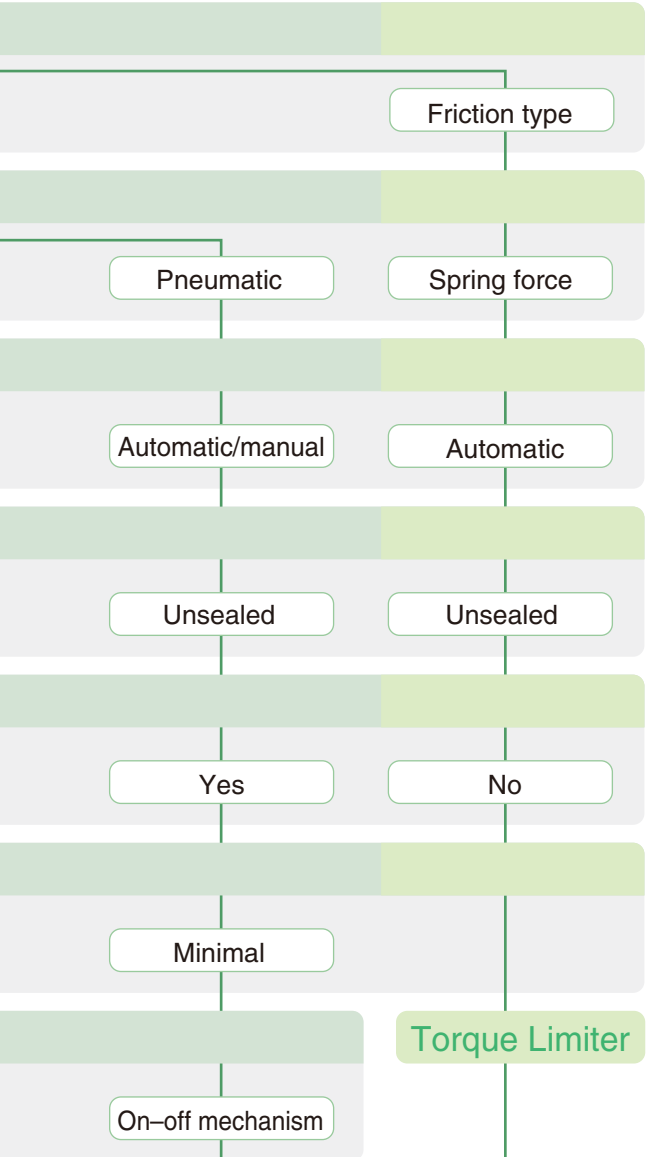 Friction type
Pneumatic
Spring force
Automatic/manual
Automatic
Unsealed
Unsealed
Yes
No
Minimal
Torque Limiter
On–off mechanism